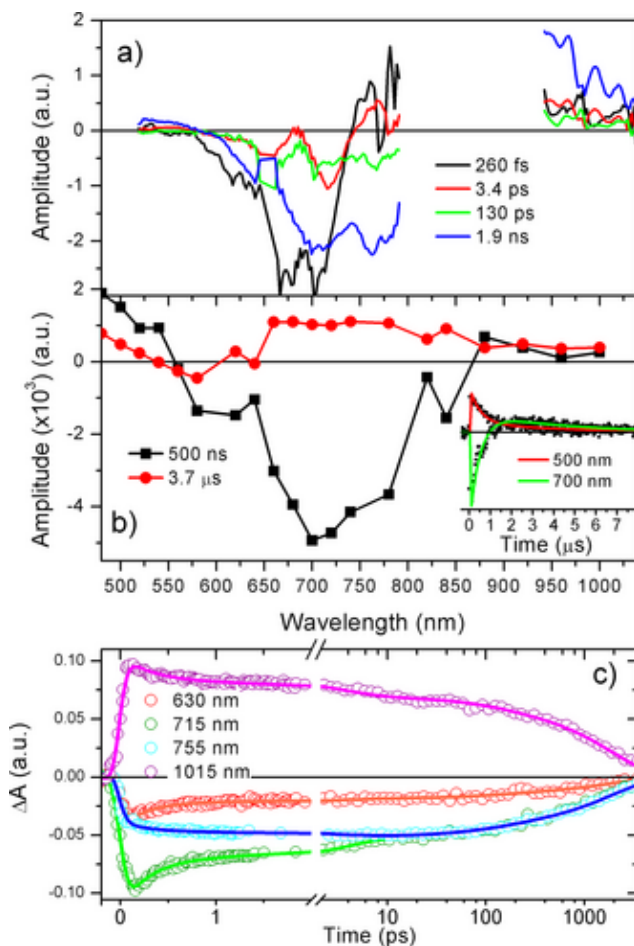 2
1
0
-1
-2
2
Amplitude (a.u.)
a)
260 fs
3.4 ps
130 ps
1.9 ns
0
-2
-4
Amplitude (x10³) (a.u.)
b)
500 ns
3.7 μs
500 nm
700 nm
0 1 2 3 4 5 6 7
Time (μs)
500 550 600 650 700 750 800 850 900 950 1000
Wavelength (nm)
0.10
0.05
0.00
-0.05
-0.10
ΔA (a.u.)
c)
630 nm
715 nm
755 nm
1015 nm
0 1 10 100 1000
Time (ps)